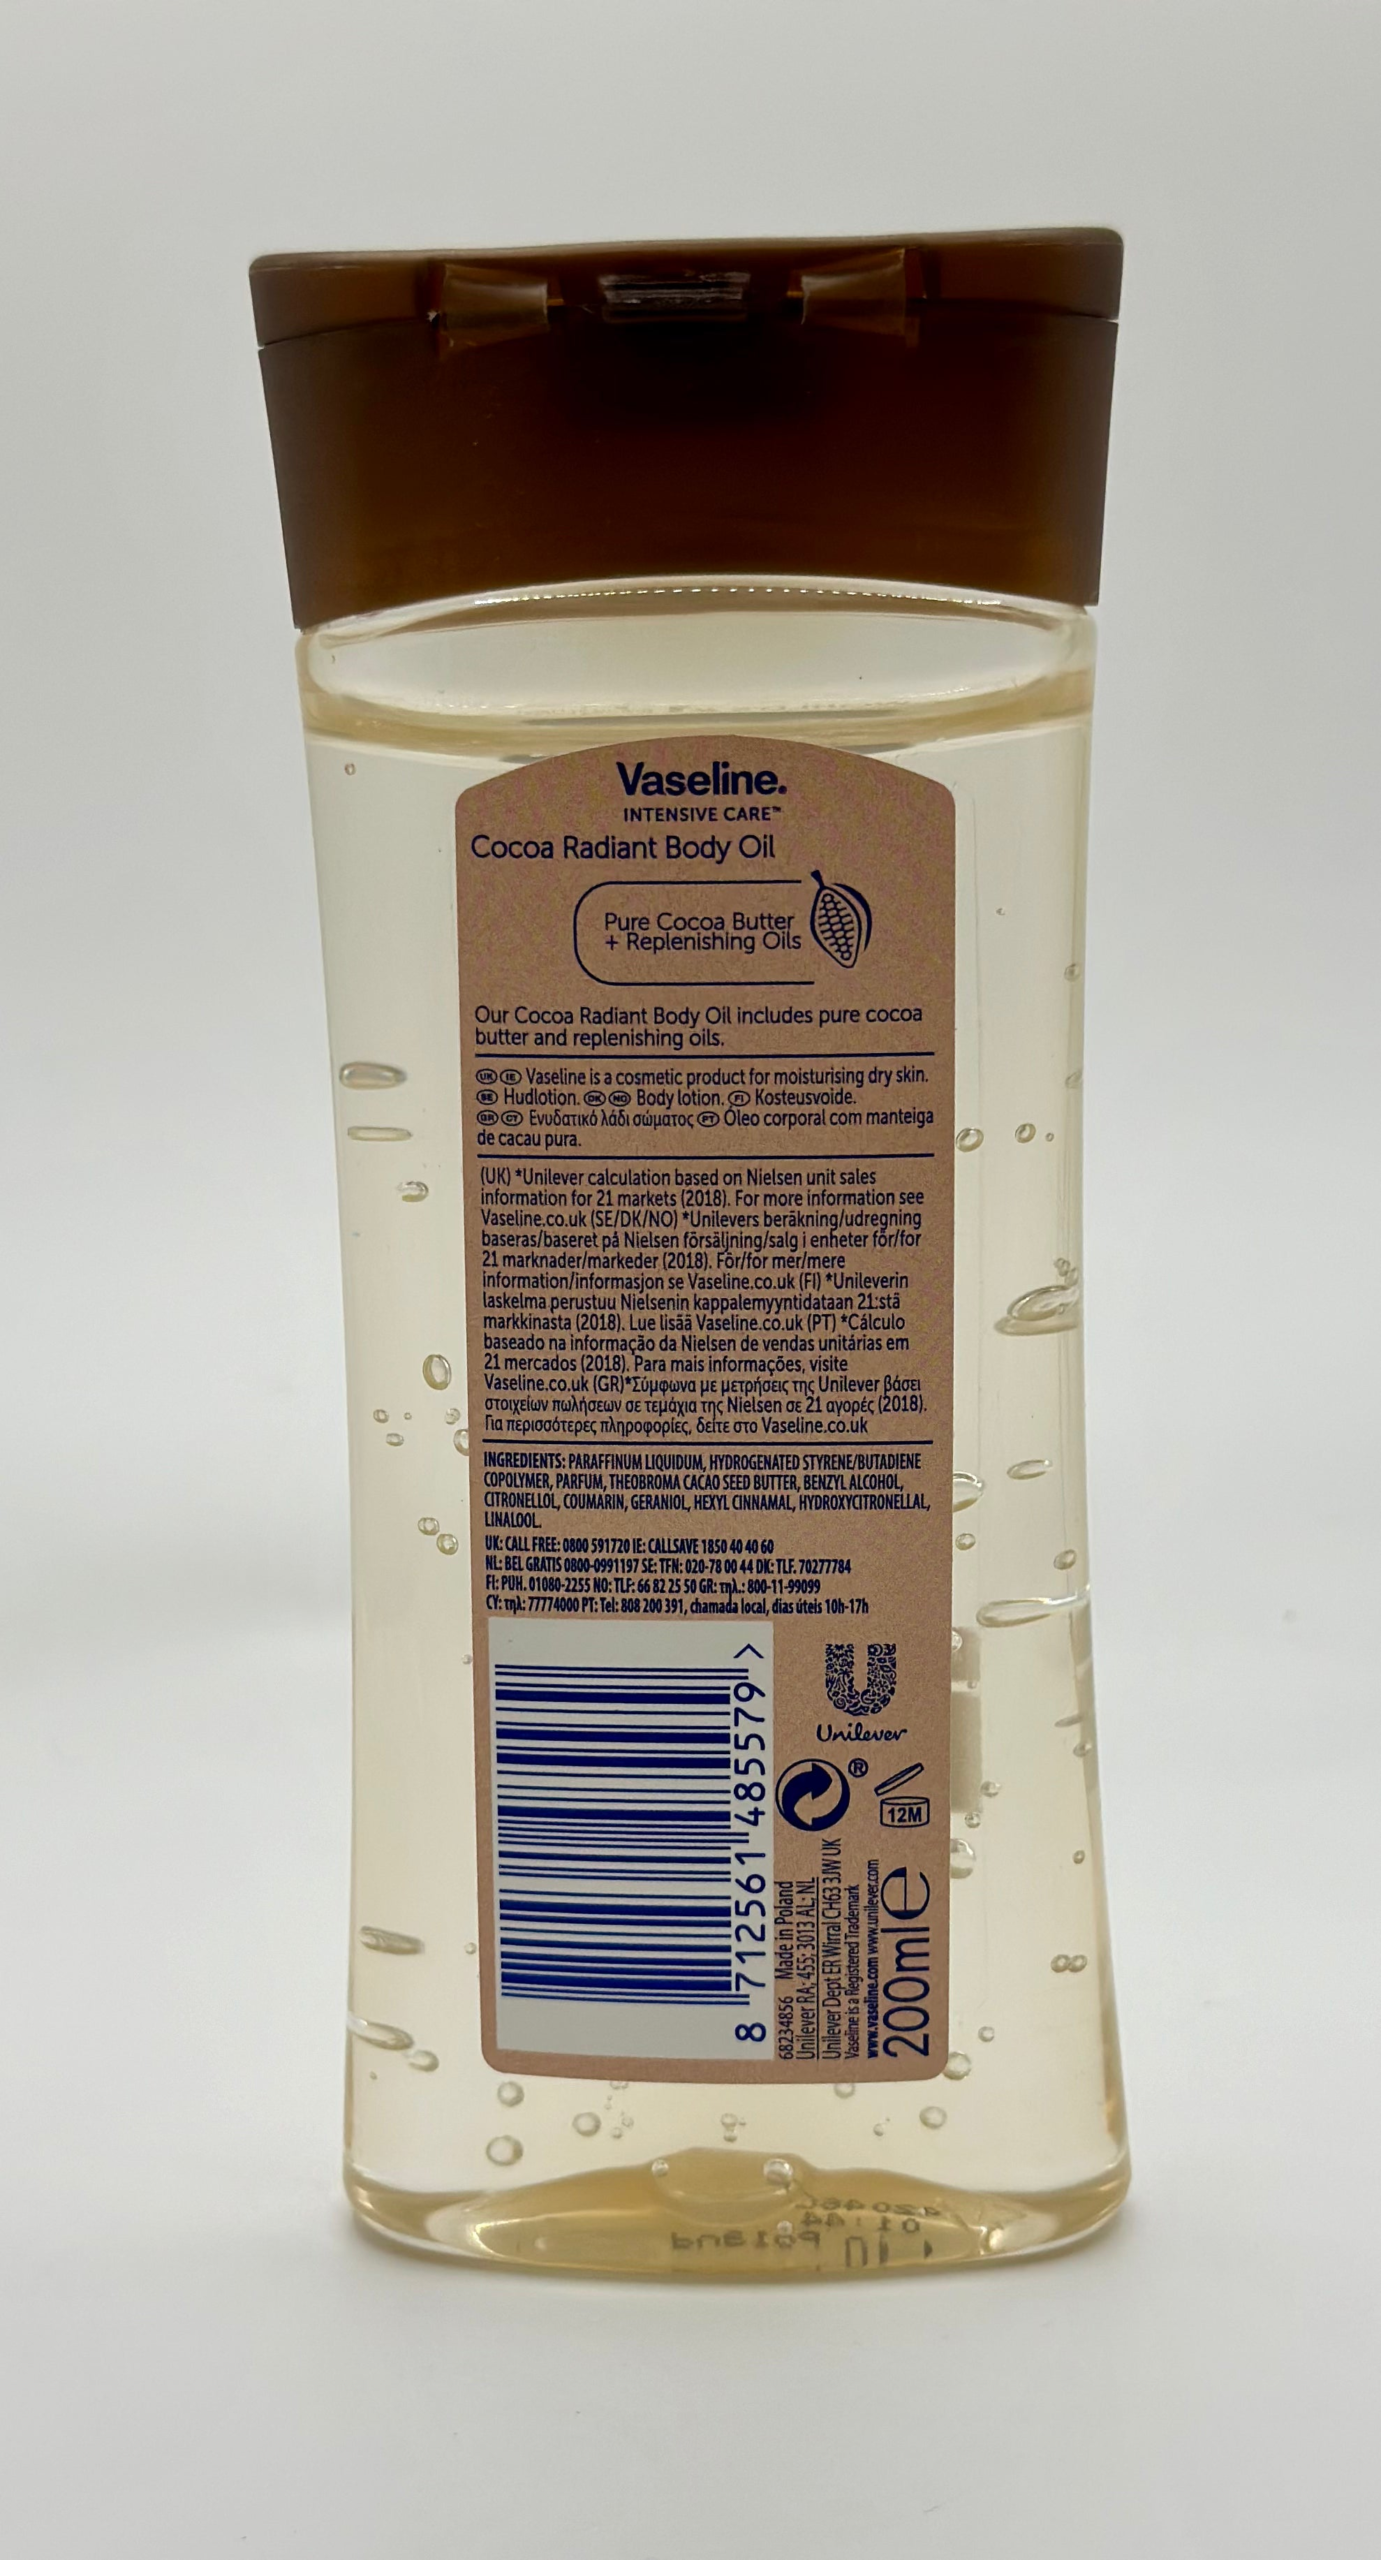 Vaseline.
INTENSIVE CARE™
Cocoa Radiant Body Oil
Pure Cocoa Butter
+ Replenishing Oils
Our Cocoa Radiant Body Oil includes pure cocoa
butter and replenishing oils.
UK IE Vaseline is a cosmetic product for moisturising dry skin.
SE Hudlotion. DK NO Body lotion. FI Kosteusvoide.
GR CY Ενυδατικό λάδι σώματος PT Óleo corporal com manteiga
de cacau pura.
(UK) *Unilever calculation based on Nielsen unit sales
information for 21 markets (2018). For more information see
Vaseline.co.uk (SE/DK/NO) *Unilevers beräkning/udregning
baseras/baseret på Nielsen försäljning/salg i enheter för/for
21 marknader/markeder (2018). För/for mer/mere
information/informasjon se Vaseline.co.uk (FI) *Unileverin
laskelma perustuu Nielsenin kappalemyyntidataan 21:stä
markkinasta (2018). Lue lisää Vaseline.co.uk (PT) *Cálculo
baseado na informação da Nielsen de vendas unitárias em
21 mercados (2018). Para mais informações, visite
Vaseline.co.uk (GR)*Σύμφωνα με μετρήσεις της Unilever βάσει
στοιχείων πωλήσεων σε τεμάχια της Nielsen σε 21 αγορές (2018).
Για περισσότερες πληροφορίες, δείτε στο Vaseline.co.uk
INGREDIENTS: PARAFFINUM LIQUIDUM, HYDROGENATED STYRENE/BUTADIENE
COPOLYMER, PARFUM, THEOBROMA CACAO SEED BUTTER, BENZYL ALCOHOL,
CITRONELLOL, COUMARIN, GERANIOL, HEXYL CINNAMAL, HYDROXYCITRONELLAL,
LINALOOL.
UK: CALL FREE: 0800 591720 IE: CALLSAVE 1850 40 40 60
NL: BEL GRATIS 0800-0991197 SE: TFN: 020-78 00 44 DK: TLF. 70277784
FI: PUH. 01080-2255 NO: TLF: 66 82 25 50 GR: τηλ.: 800-11-99099
CY: τηλ: 77774000 PT: Tel: 808 200 391, chamada local, dias úteis 10h-17h
8 712561 485579 >
Unilever
®
12M
68234856 Made in Poland
Unilever RA; 455; 3013 AL; NL
Unilever Dept ER Wirral CH63 3JW UK
Vaseline is a Registered Trademark
www.vaseline.com www.unilever.com
200ml e